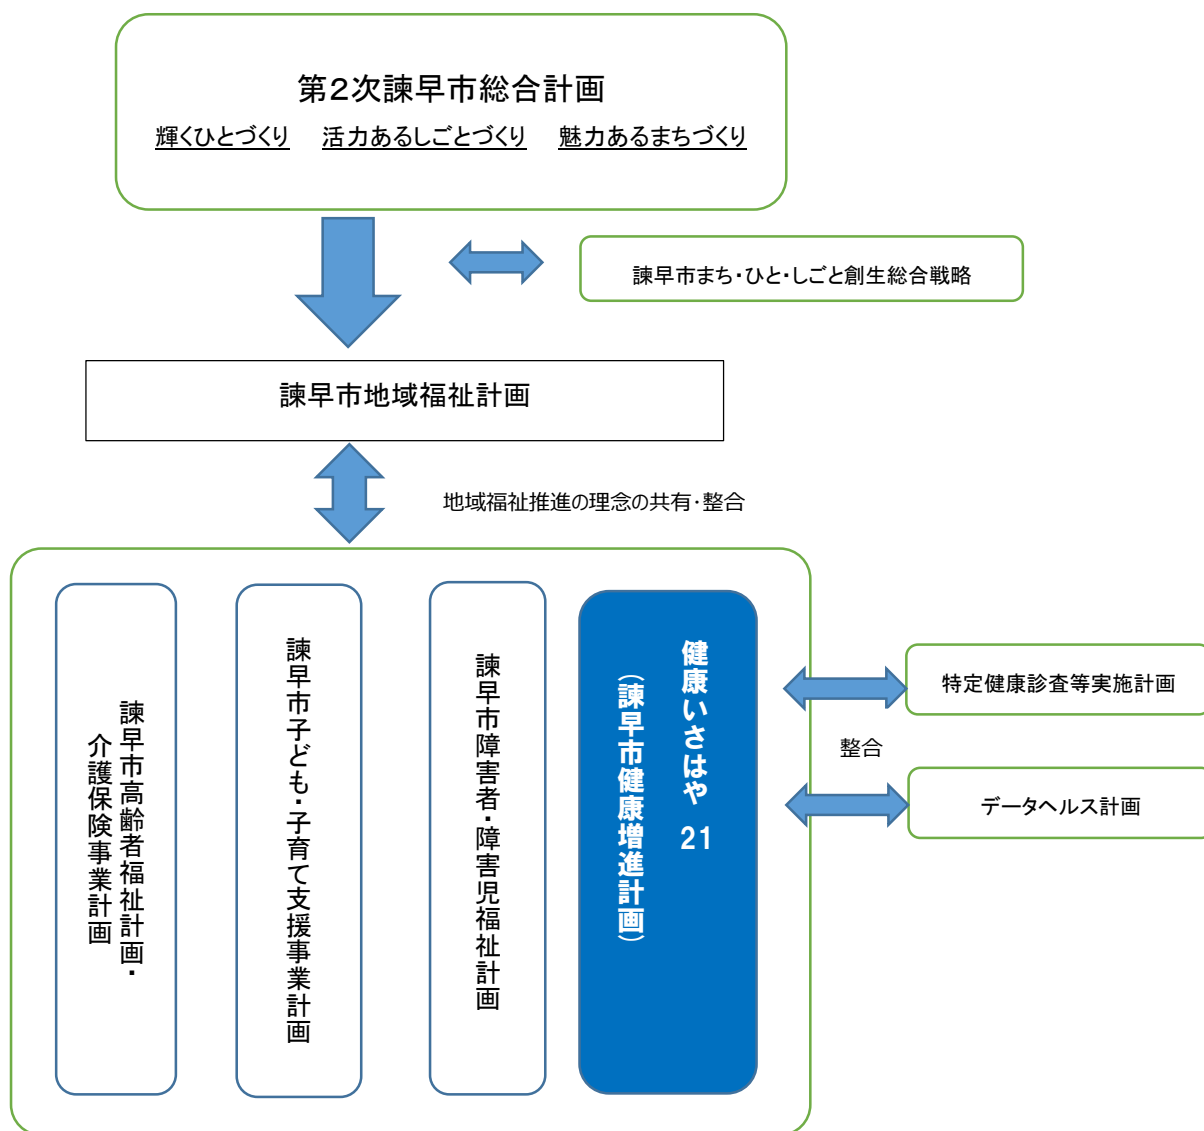 第2次諫早市総合計画
輝くひとづくり 活力あるしごとづくり 魅力あるまちづくり
諫早市まち・ひと・しごと創生総合戦略
諫早市地域福祉計画
地域福祉推進の理念の共有・整合
諫早市高齢者福祉計画・
介護保険事業計画
諫早市子ども・子育て支援事業計画
諫早市障害者・障害児福祉計画
健康いさはや 21
(諫早市健康増進計画)
特定健康診査等実施計画
整合
データヘルス計画